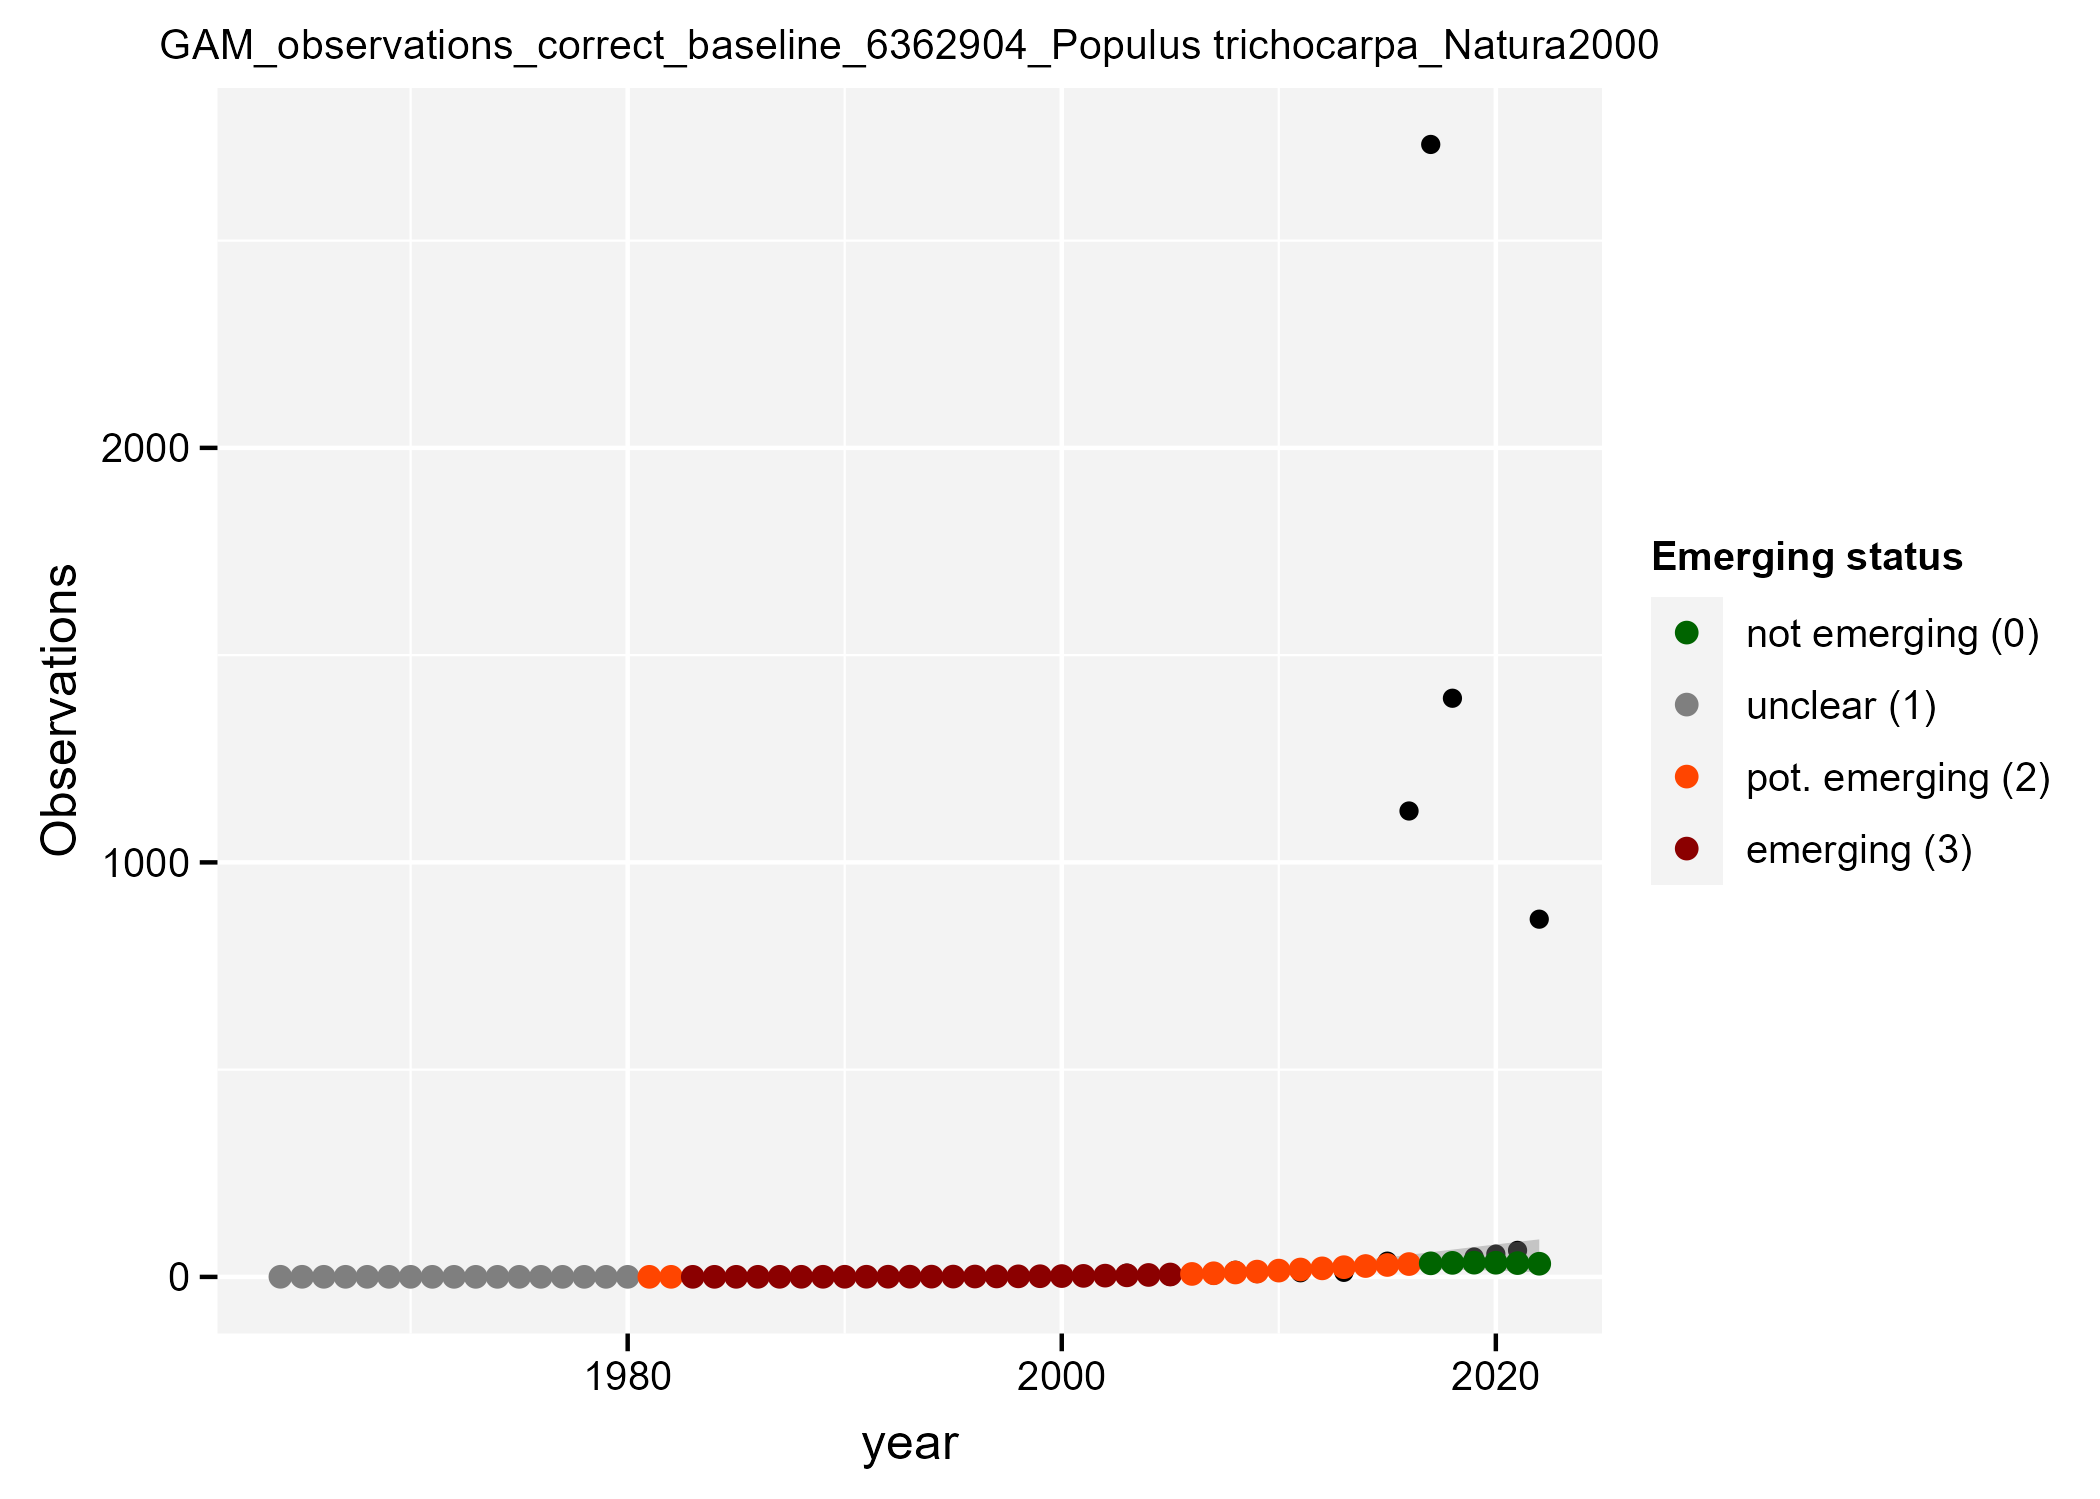 GAM_observations_correct_baseline_6362904_Populus trichocarpa_Natura2000
Observations
2000
1000
0
1980
2000
2020
year
Emerging status
not emerging (0)
unclear (1)
pot. emerging (2)
emerging (3)